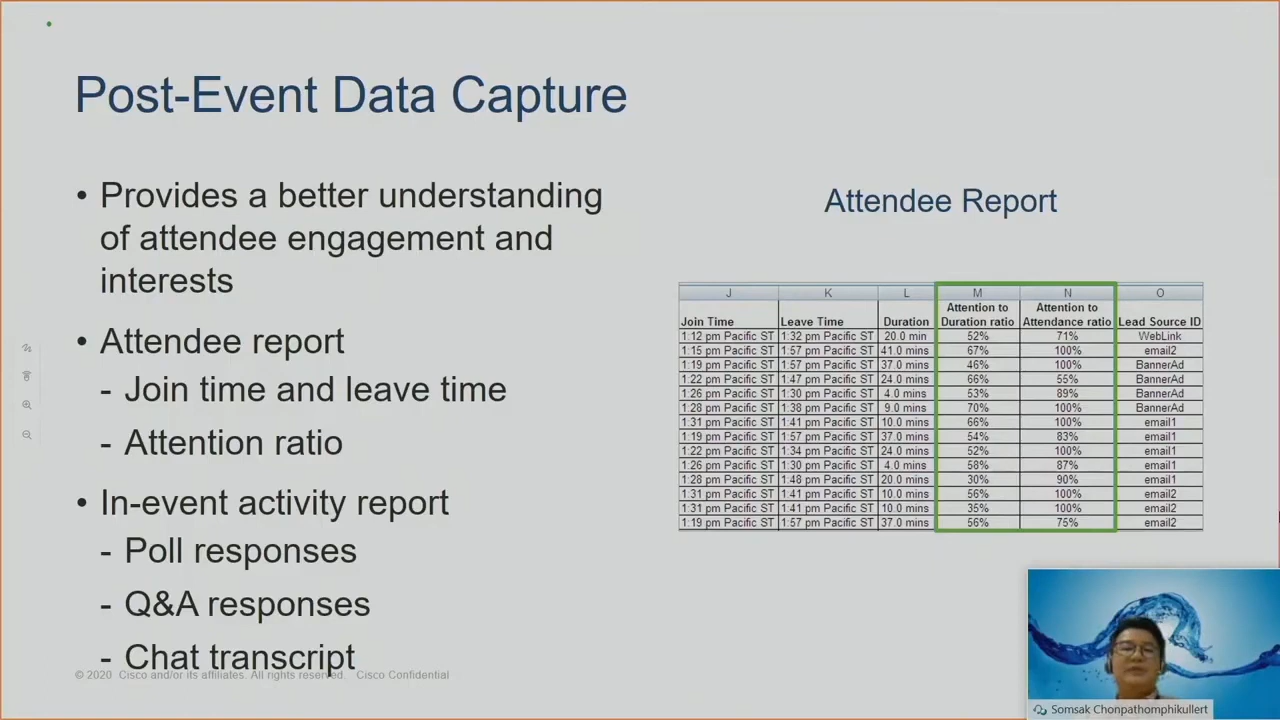 Post-Event Data Capture
• Provides a better understanding
of attendee engagement and
interests
• Attendee report
- Join time and leave time
- Attention ratio
• In-event activity report
- Poll responses
- Q&A responses
- Chat transcript
© 2020 Cisco and/or its affiliates. All rights reserved. Cisco Confidential
Attendee Report
J K L M N O
Join Time Leave Time Duration Attention to Duration ratio Attention to Attendance ratio Lead Source ID
1:12 pm Pacific ST 1:32 pm Pacific ST 20.0 min 52% 71% WebLink
1:15 pm Pacific ST 1:57 pm Pacific ST 41.0 mins 67% 100% email2
1:19 pm Pacific ST 1:57 pm Pacific ST 37.0 mins 46% 100% BannerAd
1:22 pm Pacific ST 1:47 pm Pacific ST 24.0 mins 66% 55% BannerAd
1:26 pm Pacific ST 1:30 pm Pacific ST 4.0 mins 53% 89% BannerAd
1:28 pm Pacific ST 1:38 pm Pacific ST 9.0 mins 70% 100% BannerAd
1:31 pm Pacific ST 1:41 pm Pacific ST 10.0 mins 66% 100% email1
1:19 pm Pacific ST 1:57 pm Pacific ST 37.0 mins 54% 83% email1
1:22 pm Pacific ST 1:34 pm Pacific ST 24.0 mins 52% 100% email1
1:26 pm Pacific ST 1:30 pm Pacific ST 4.0 mins 58% 87% email1
1:28 pm Pacific ST 1:48 pm Pacific ST 20.0 mins 30% 90% email1
1:31 pm Pacific ST 1:41 pm Pacific ST 10.0 mins 56% 100% email2
1:31 pm Pacific ST 1:41 pm Pacific ST 10.0 mins 35% 100% email2
1:19 pm Pacific ST 1:57 pm Pacific ST 37.0 mins 56% 75% email2
Somsak Chonpathomphikullert